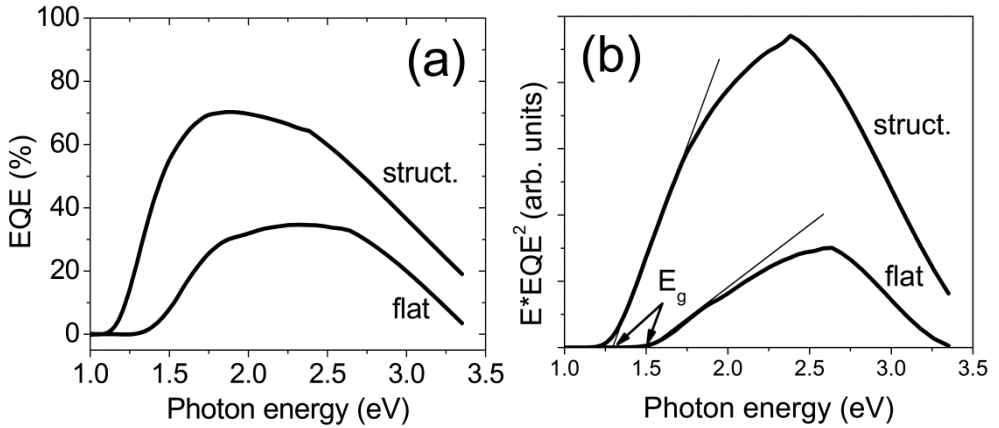 (a)
100
80
60
40
20
0
EQE (%)
struct.
flat
1.0 1.5 2.0 2.5 3.0 3.5
Photon energy (eV)
(b)
E*EQE² (arb. units)
struct.
E_g
flat
1.0 1.5 2.0 2.5 3.0 3.5
Photon energy (eV)